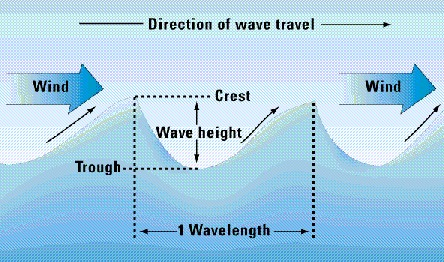 Direction of wave travel
Wind
Wind
Crest
Wave height
Trough
1 Wavelength